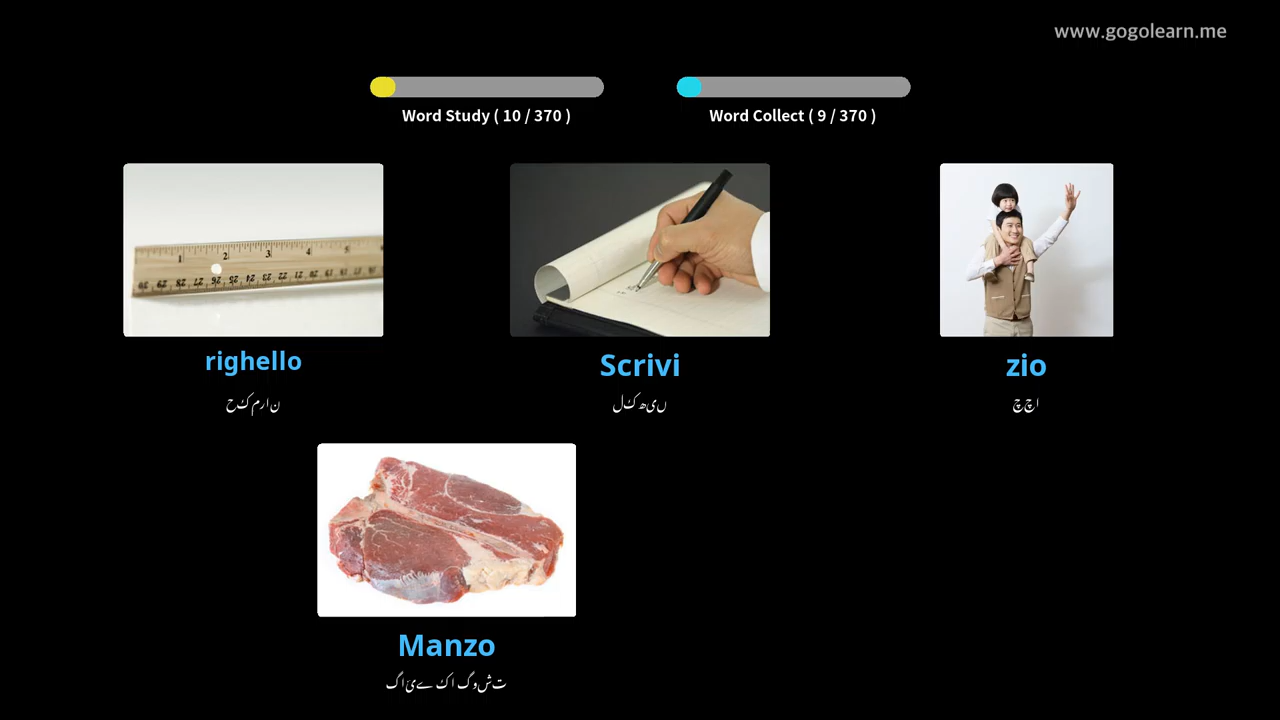 www.gogolearn.me
Word Study ( 10 / 370 )
Word Collect ( 9 / 370 )
righello
حکمران
Scrivi
لکھیں
zio
چچا
Manzo
گائے کا گوشت